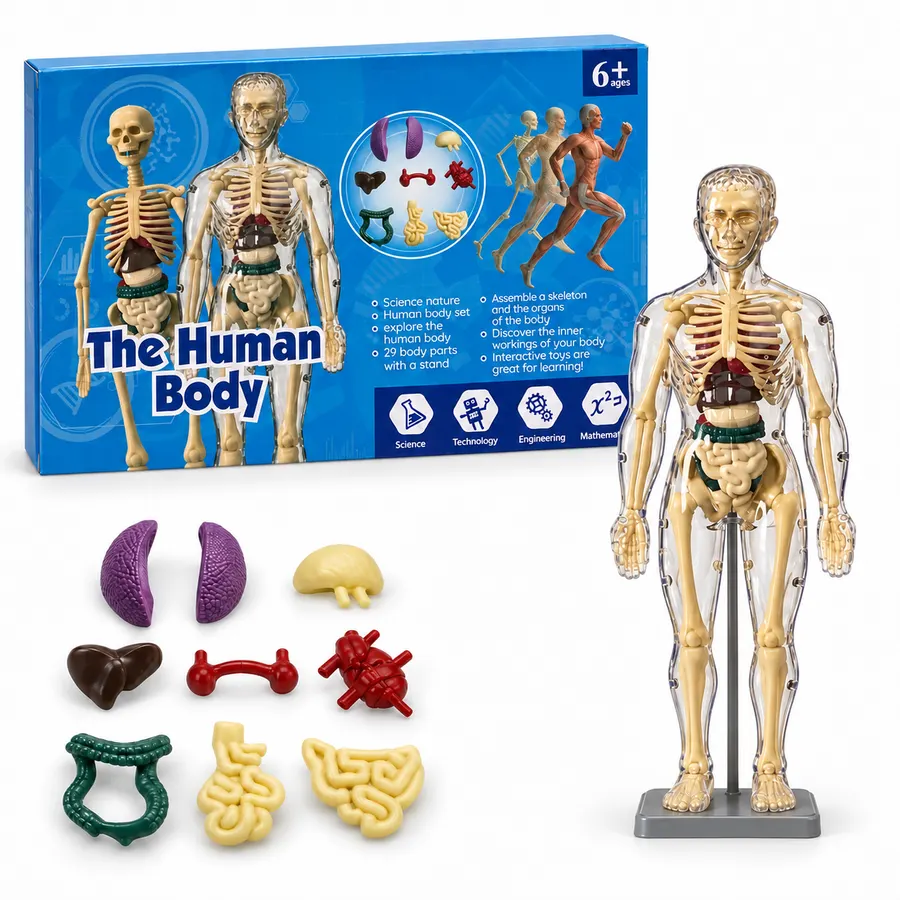 6+
ages
The Human
Body
Science nature
Human body set
explore the
human body
29 body parts
with a stand
Assemble a skeleton
and the organs
of the body
Discover the inner
workings of your body
Interactive toys are
great for learning!
x²=
Science
Technology
Engineering
Mathemat